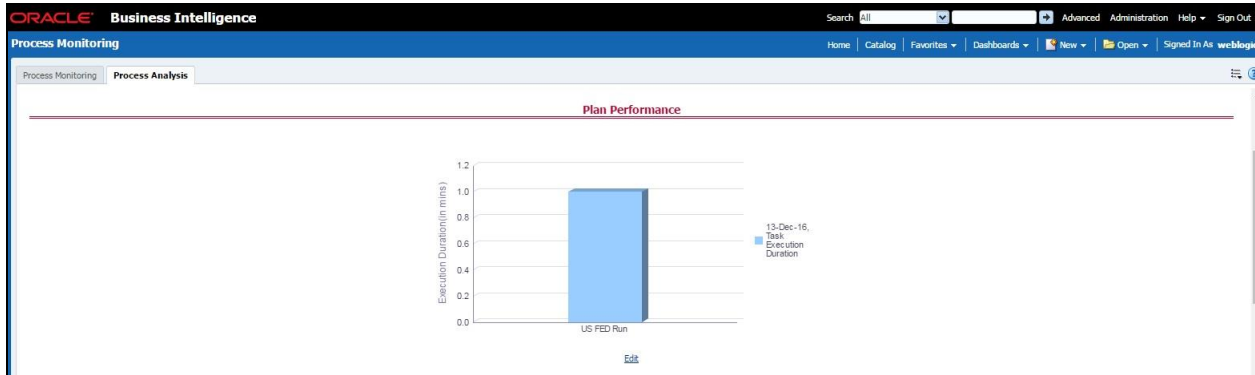 ORACLE Business Intelligence
Search All Advanced Administration Help Sign Out
Process Monitoring
Home Catalog Favorites Dashboards New Open Signed In As weblogic
Process Monitoring Process Analysis
Plan Performance
Execution Duration(in mins)
1.2
1.0
0.8
0.6
0.4
0.2
0.0
US FED Run
13-Dec-16,
Task
Execution
Duration
Edit